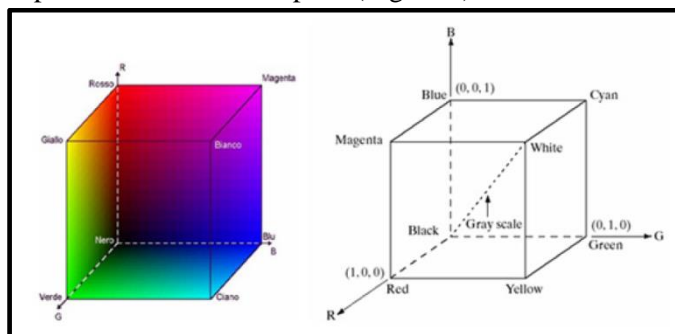 R
Rosso
Magenta
Giallo
Bianco
Nero
Blu
B
Verde
Ciano
G
B
Blue
(0, 0, 1)
Cyan
Magenta
White
Black
Gray scale
(0, 1, 0)
G
Green
(1, 0, 0)
Red
Yellow
R